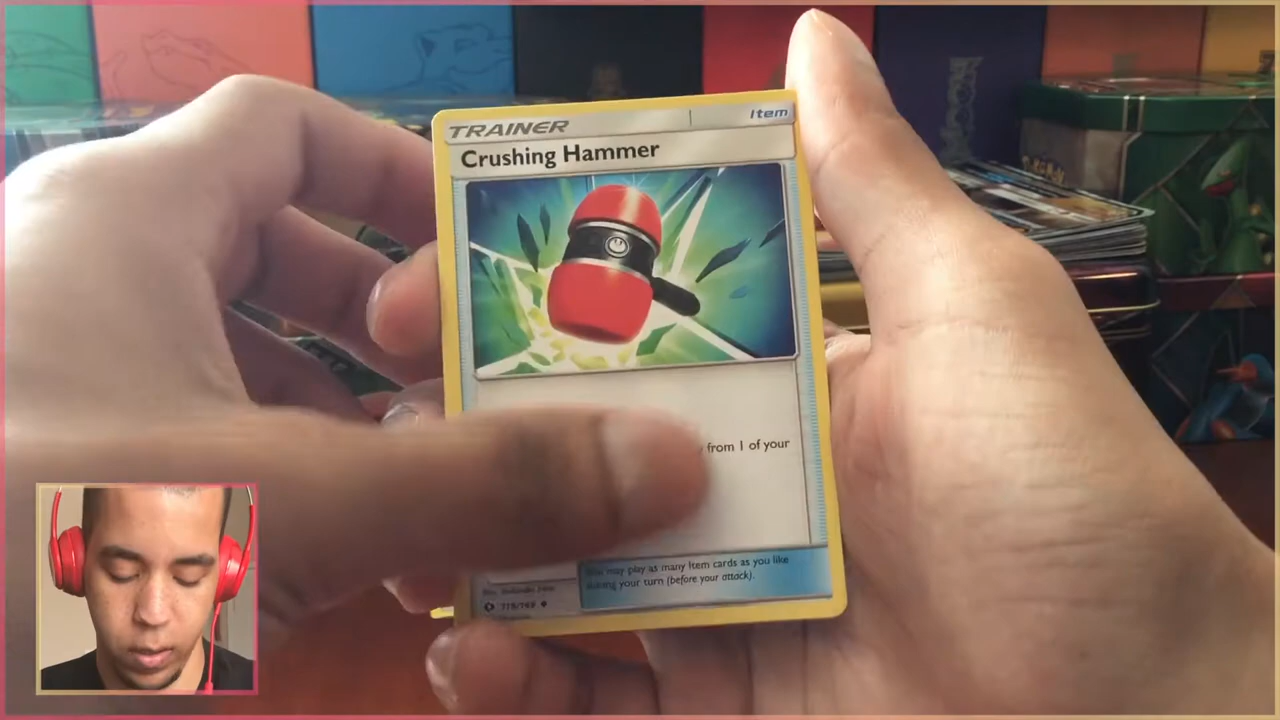 TRAINER
Item
Crushing Hammer
from 1 of your
You may play as many Item cards as you like
during your turn (before your attack).
POKéMON